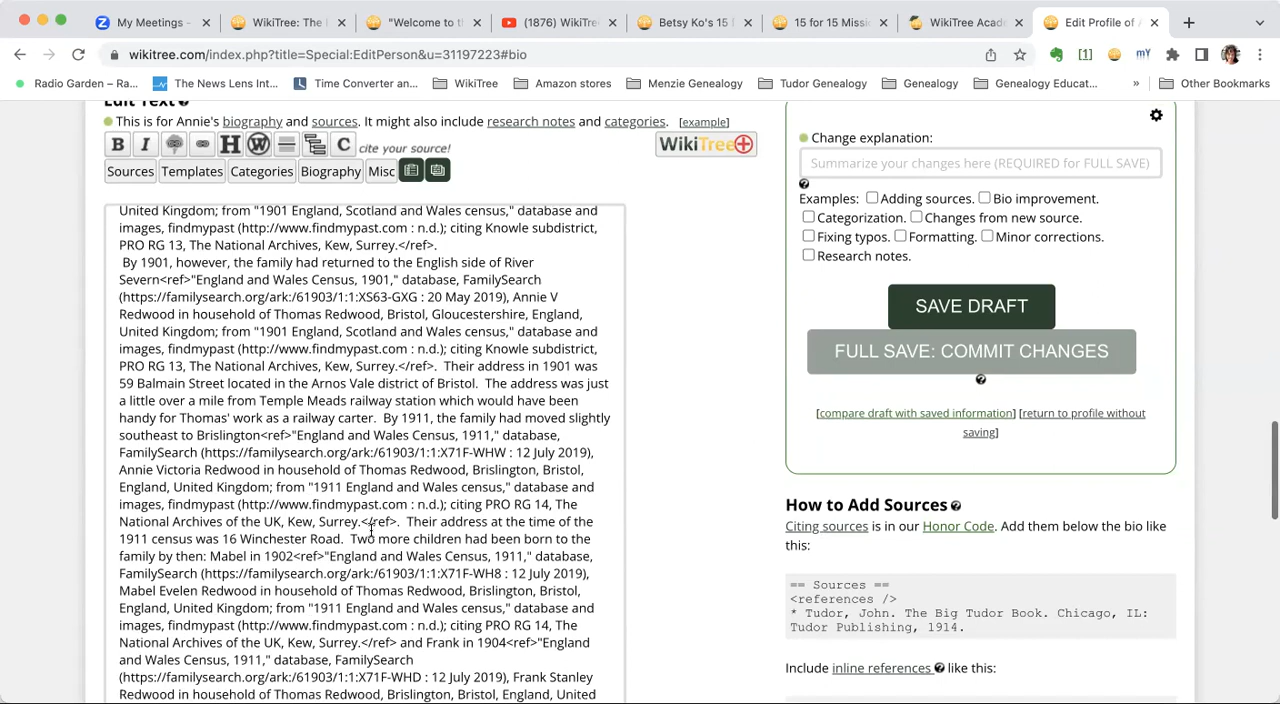 My Meetings -
WikiTree: The
"Welcome to t
(1876) WikiTre
Betsy Ko's 15
15 for 15 Missi
WikiTree Acad
Edit Profile of
wikitree.com/index.php?title=Special:EditPerson&u=31197223#bio
Radio Garden – Ra...
The News Lens Int...
Time Converter an...
WikiTree
Amazon stores
Menzie Genealogy
Tudor Genealogy
Genealogy
Genealogy Educat...
»
Other Bookmarks
Edit Text
This is for Annie's biography and sources. It might also include research notes and categories. [example]
B I H W C cite your source!
WikiTree+
Sources Templates Categories Biography Misc
United Kingdom; from "1901 England, Scotland and Wales census," database and
images, findmypast (http://www.findmypast.com : n.d.); citing Knowle subdistrict,
PRO RG 13, The National Archives, Kew, Surrey.</ref>.
By 1901, however, the family had returned to the English side of River
Severn<ref>"England and Wales Census, 1901," database, FamilySearch
(https://familysearch.org/ark:/61903/1:1:XS63-GXG : 20 May 2019), Annie V
Redwood in household of Thomas Redwood, Bristol, Gloucestershire, England,
United Kingdom; from "1901 England, Scotland and Wales census," database and
images, findmypast (http://www.findmypast.com : n.d.); citing Knowle subdistrict,
PRO RG 13, The National Archives, Kew, Surrey.</ref>.  Their address in 1901 was
59 Balmain Street located in the Arnos Vale district of Bristol.  The address was just
a little over a mile from Temple Meads railway station which would have been
handy for Thomas' work as a railway carter.  By 1911, the family had moved slightly
southeast to Brislington<ref>"England and Wales Census, 1911," database,
FamilySearch (https://familysearch.org/ark:/61903/1:1:X71F-WHW : 12 July 2019),
Annie Victoria Redwood in household of Thomas Redwood, Brislington, Bristol,
England, United Kingdom; from "1911 England and Wales census," database and
images, findmypast (http://www.findmypast.com : n.d.); citing PRO RG 14, The
National Archives of the UK, Kew, Surrey.</ref>.  Their address at the time of the
1911 census was 16 Winchester Road.  Two more children had been born to the
family by then: Mabel in 1902<ref>"England and Wales Census, 1911," database,
FamilySearch (https://familysearch.org/ark:/61903/1:1:X71F-WH8 : 12 July 2019),
Mabel Evelen Redwood in household of Thomas Redwood, Brislington, Bristol,
England, United Kingdom; from "1911 England and Wales census," database and
images, findmypast (http://www.findmypast.com : n.d.); citing PRO RG 14, The
National Archives of the UK, Kew, Surrey.</ref> and Frank in 1904<ref>"England
and Wales Census, 1911," database, FamilySearch
(https://familysearch.org/ark:/61903/1:1:X71F-WHD : 12 July 2019), Frank Stanley
Redwood in household of Thomas Redwood, Brislington, Bristol, England, United
Change explanation:
Summarize your changes here (REQUIRED for FULL SAVE)
Examples: Adding sources. Bio improvement.
Categorization. Changes from new source.
Fixing typos. Formatting. Minor corrections.
Research notes.
SAVE DRAFT
FULL SAVE: COMMIT CHANGES
[compare draft with saved information] [return to profile without
saving]
How to Add Sources
Citing sources is in our Honor Code. Add them below the bio like
this:
== Sources ==
<references />
* Tudor, John. The Big Tudor Book. Chicago, IL:
Tudor Publishing, 1914.
Include inline references like this: